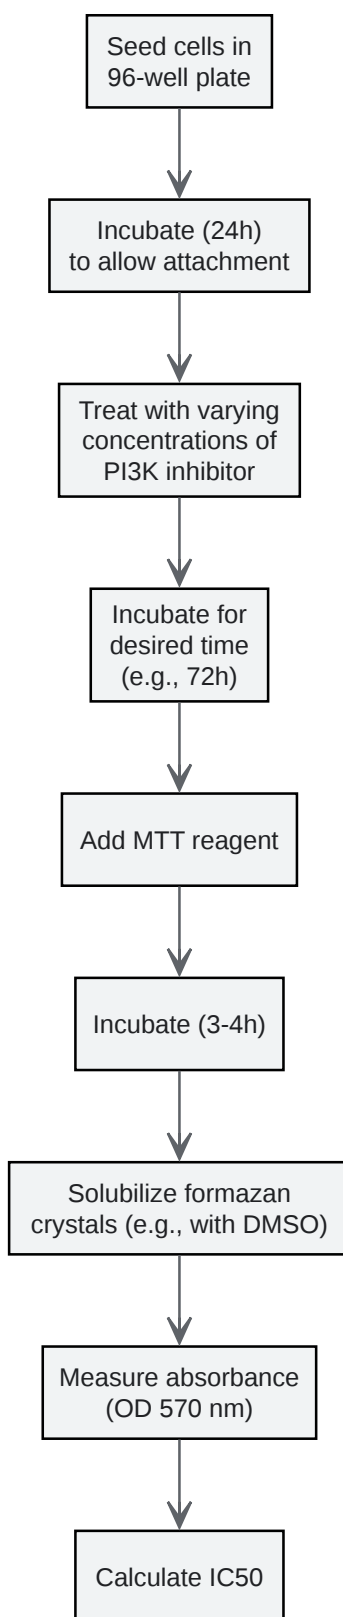 Seed cells in
96-well plate
Incubate (24h)
to allow attachment
Treat with varying
concentrations of
PI3K inhibitor
Incubate for
desired time
(e.g., 72h)
Add MTT reagent
Incubate (3-4h)
Solubilize formazan
crystals (e.g., with DMSO)
Measure absorbance
(OD 570 nm)
Calculate IC50